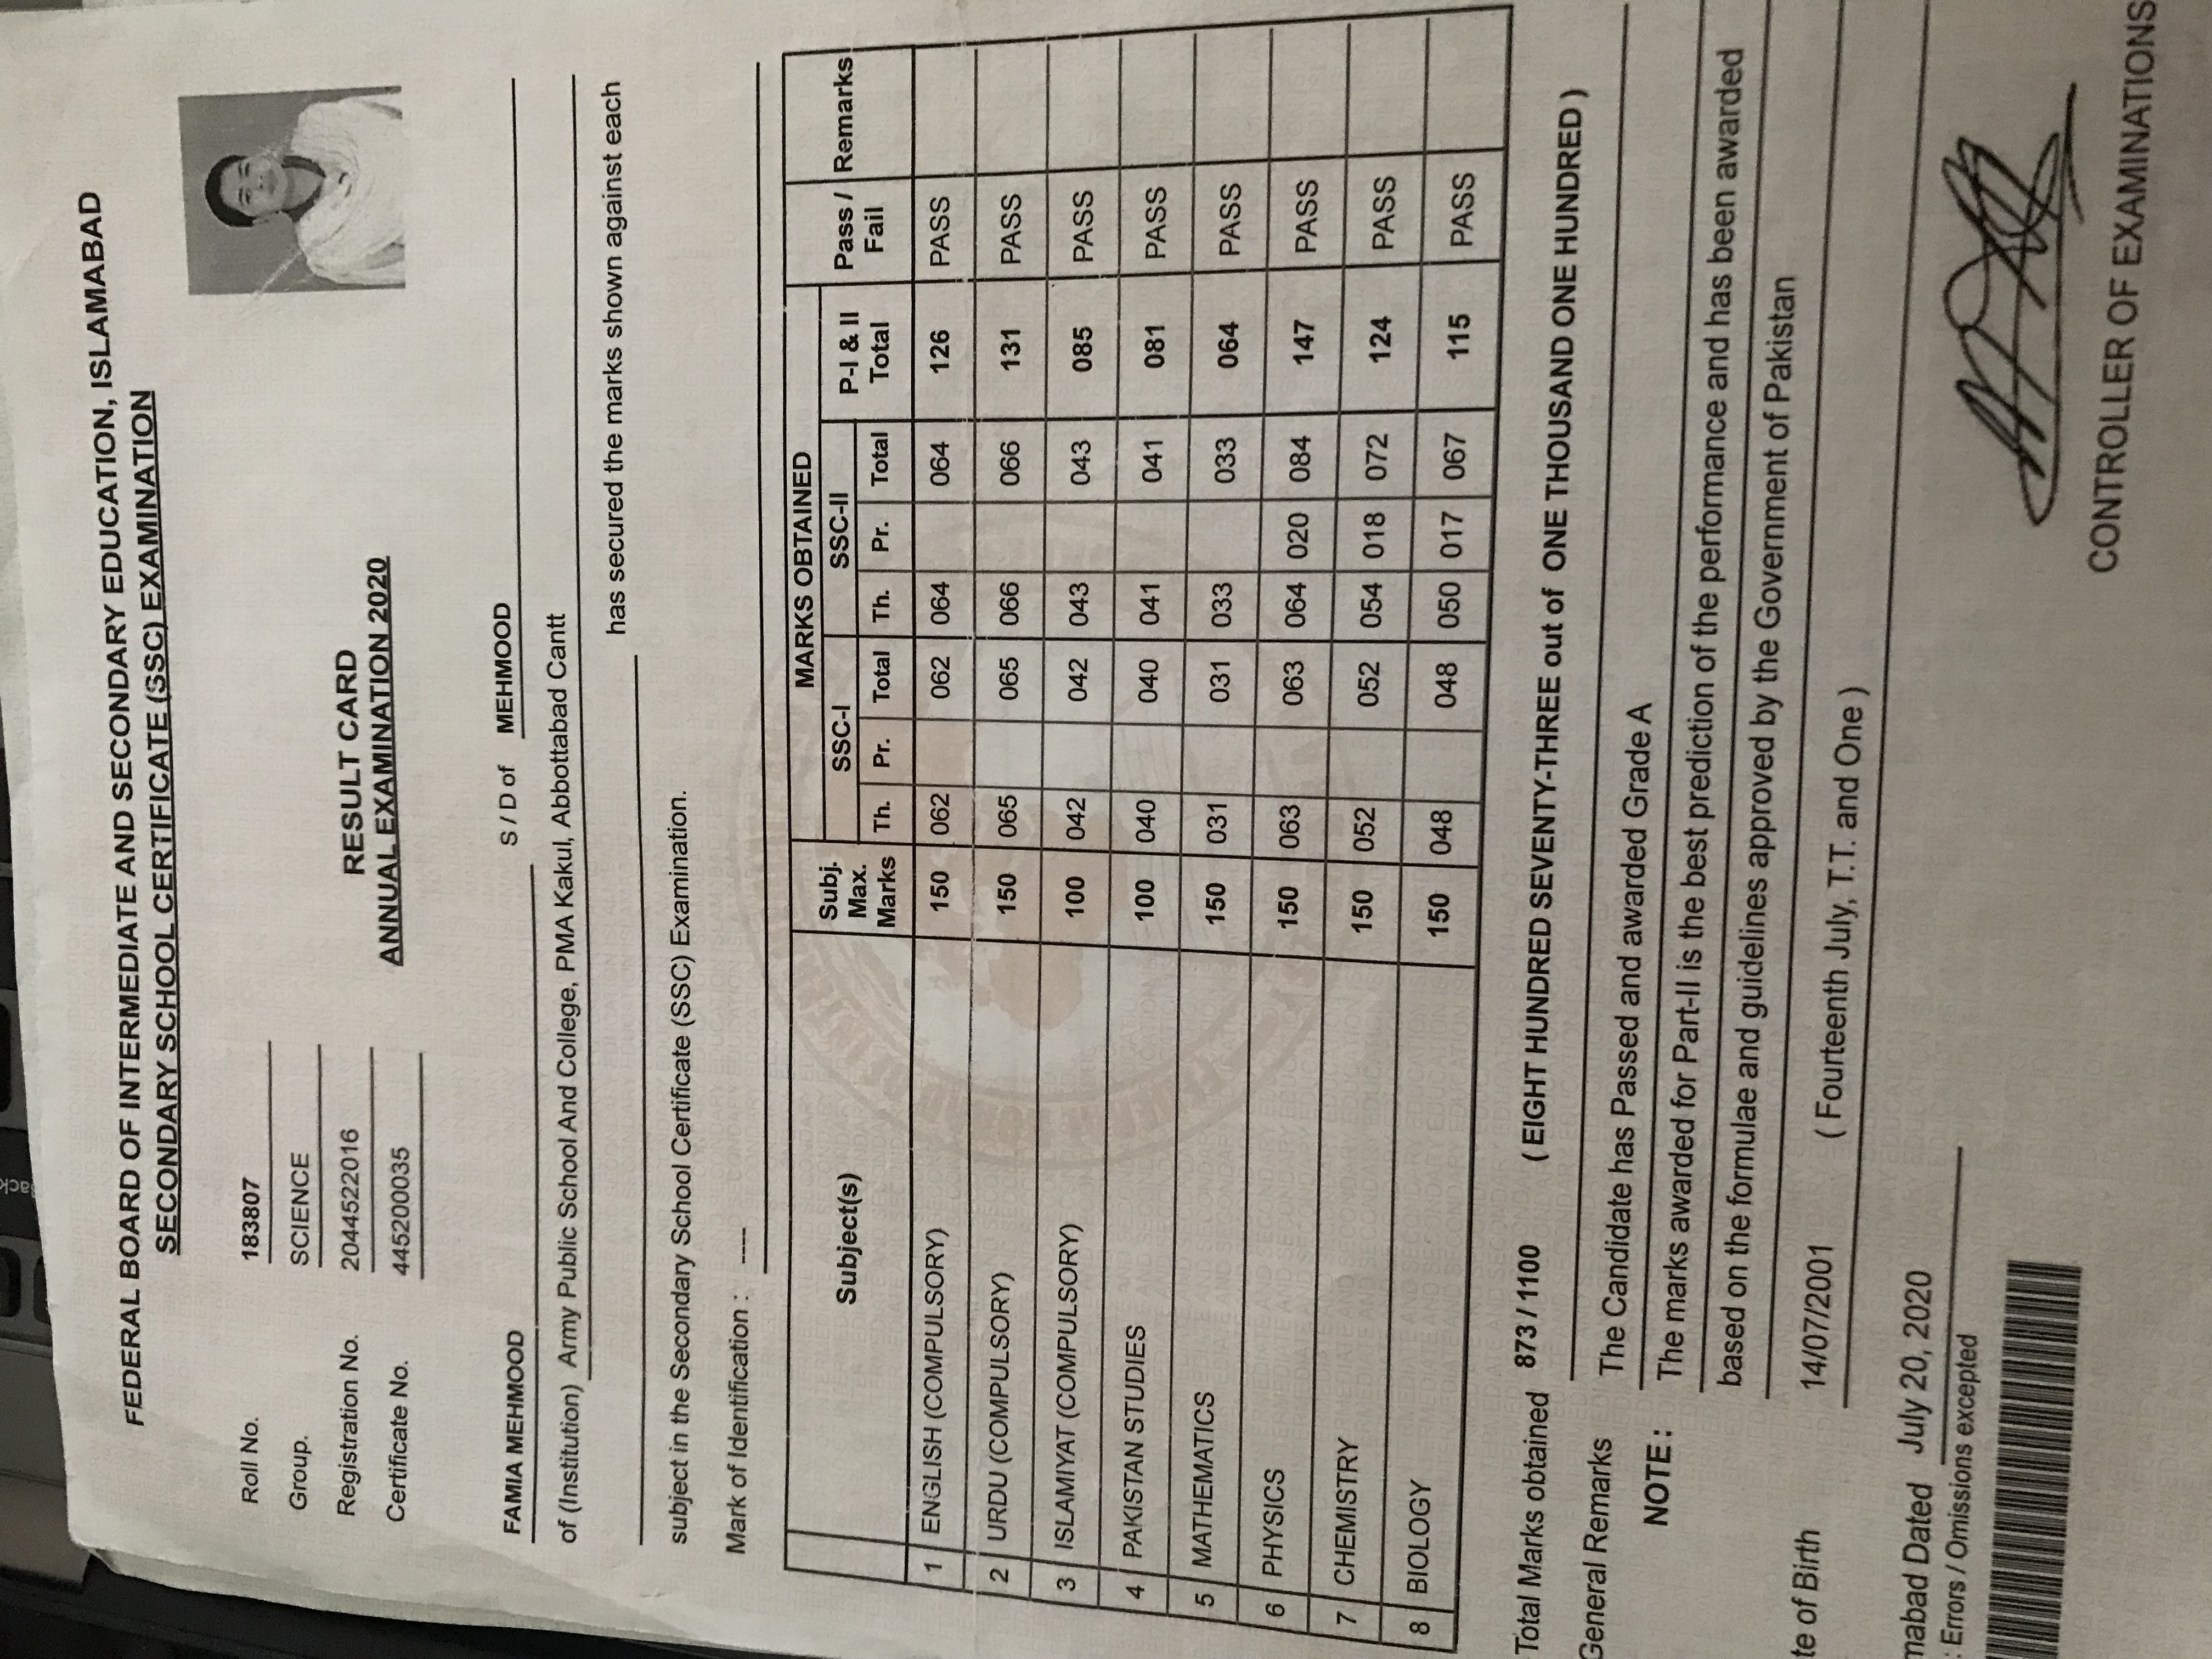 FEDERAL BOARD OF INTERMEDIATE AND SECONDARY EDUCATION, ISLAMABAD
SECONDARY SCHOOL CERTIFICATE (SSC) EXAMINATION
Roll No. 183807
Group. SCIENCE
Registration No. 2044522016
Certificate No. 445200035
RESULT CARD
ANNUAL EXAMINATION 2020
FAMIA MEHMOOD S / D of MEHMOOD
of (Institution) Army Public School And College, PMA Kakul, Abbottabad Cantt
has secured the marks shown against each
subject in the Secondary School Certificate (SSC) Examination.
Mark of Identification : ----
Subject(s) Subj. Max. Marks MARKS OBTAINED Pass / Fail Remarks
SSC-I SSC-II P-I & II Total
Th. Pr. Total Th. Pr. Total
1 ENGLISH (COMPULSORY) 150 062 062 064 064 126 PASS
2 URDU (COMPULSORY) 150 065 065 066 066 131 PASS
3 ISLAMIYAT (COMPULSORY) 100 042 042 043 043 085 PASS
4 PAKISTAN STUDIES 100 040 040 041 041 081 PASS
5 MATHEMATICS 150 031 031 033 033 064 PASS
6 PHYSICS 150 063 063 064 020 084 147 PASS
7 CHEMISTRY 150 052 052 054 018 072 124 PASS
8 BIOLOGY 150 048 048 050 017 067 115 PASS
Total Marks obtained 873 / 1100 ( EIGHT HUNDRED SEVENTY-THREE out of ONE THOUSAND ONE HUNDRED )
General Remarks The Candidate has Passed and awarded Grade A
NOTE : The marks awarded for Part-II is the best prediction of the performance and has been awarded
based on the formulae and guidelines approved by the Government of Pakistan
te of Birth 14/07/2001 ( Fourteenth July, T.T. and One )
mabad Dated July 20, 2020
: Errors / Omissions excepted
CONTROLLER OF EXAMINATIONS